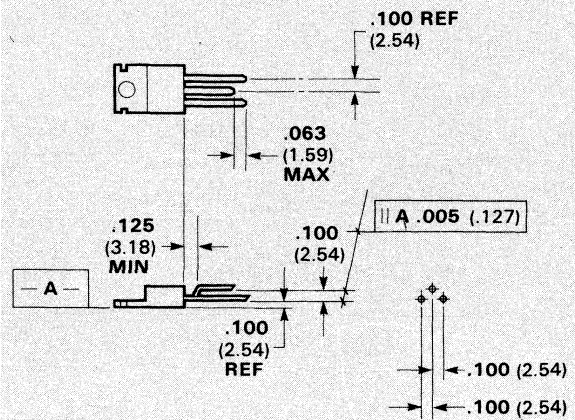 .100 REF
(2.54)
.063
(1.59)
MAX
.125
(3.18)
MIN
.100
(2.54)
|| A .005 (.127)
— A —
.100
(2.54)
REF
.100 (2.54)
.100 (2.54)